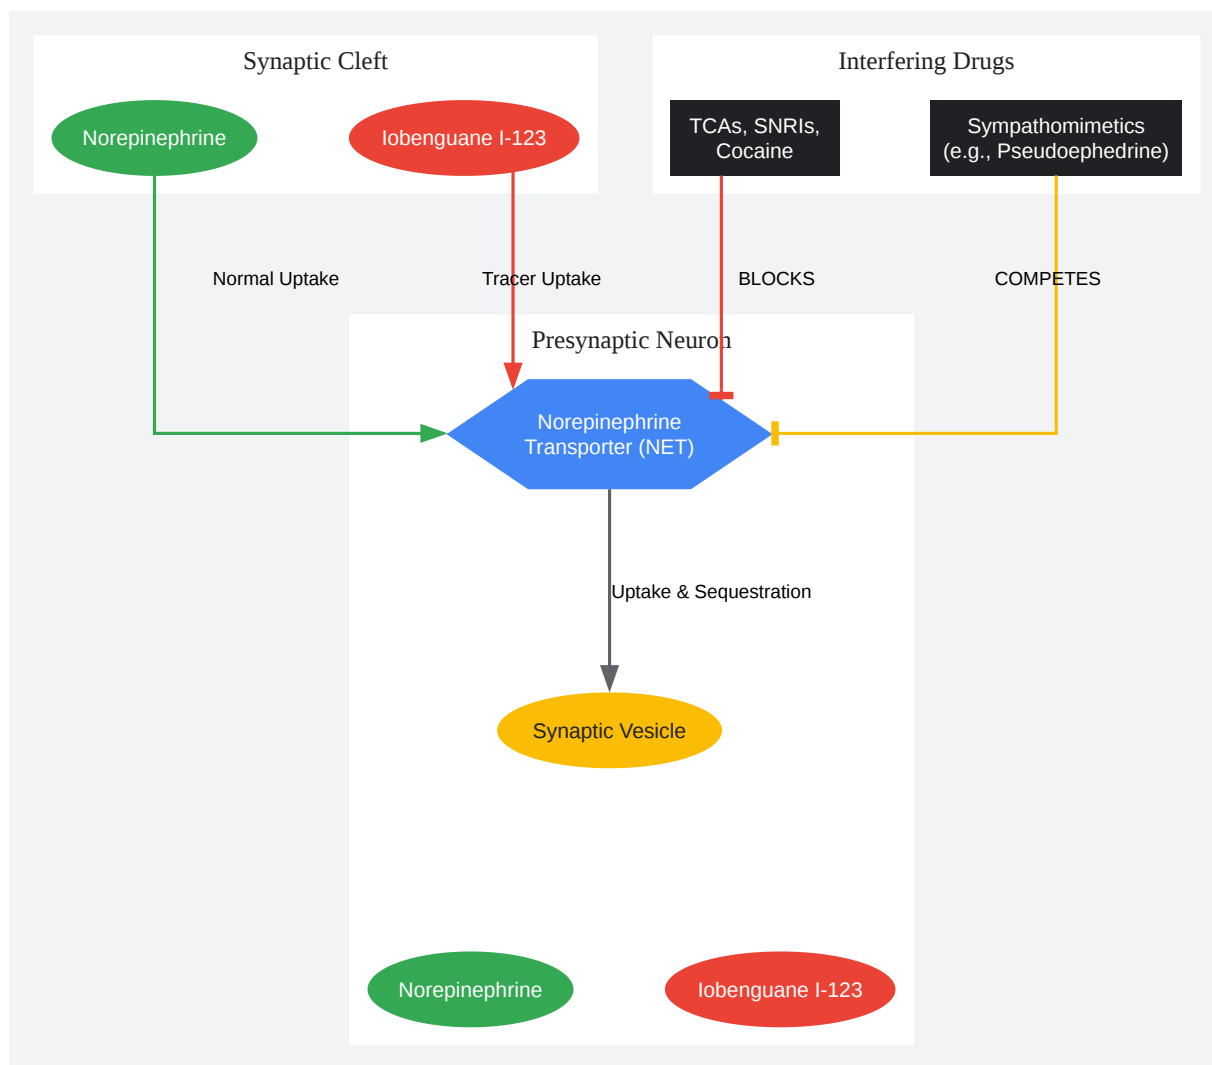 Synaptic Cleft
Interfering Drugs
Norepinephrine
Iobenguane I-123
TCAs, SNRIs,
Cocaine
Sympathomimetics
(e.g., Pseudoephedrine)
Normal Uptake
Tracer Uptake
BLOCKS
COMPETES
Presynaptic Neuron
Norepinephrine
Transporter (NET)
Uptake & Sequestration
Synaptic Vesicle
Norepinephrine
Iobenguane I-123